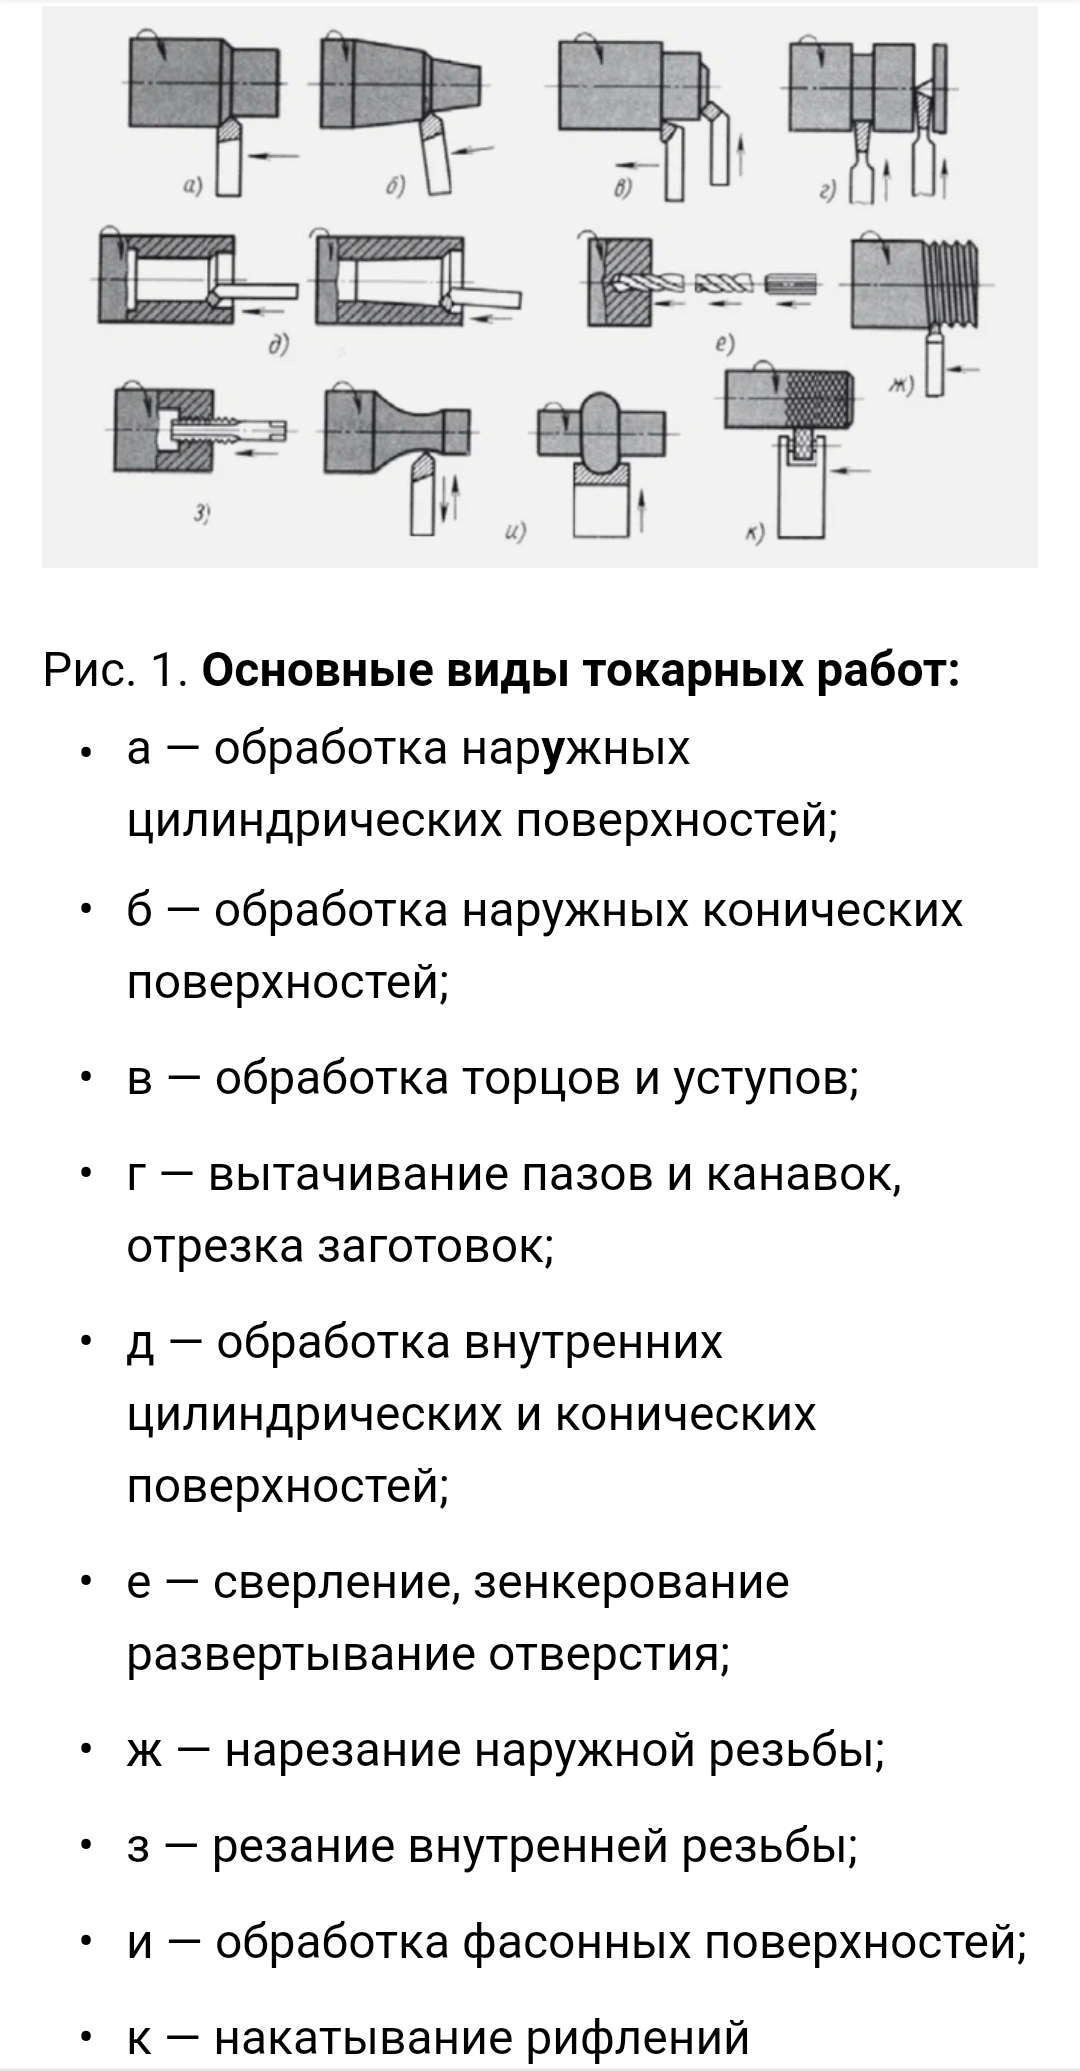 а)
б)
в)
г)
д)
е)
ж)
з)
и)
к)
Рис. 1. Основные виды токарных работ:
• а — обработка наружных
цилиндрических поверхностей;
• б — обработка наружных конических
поверхностей;
• в — обработка торцов и уступов;
• г — вытачивание пазов и канавок,
отрезка заготовок;
• д — обработка внутренних
цилиндрических и конических
поверхностей;
• е — сверление, зенкерование
развертывание отверстия;
• ж — нарезание наружной резьбы;
• з — резание внутренней резьбы;
• и — обработка фасонных поверхностей;
• к — накатывание рифлений